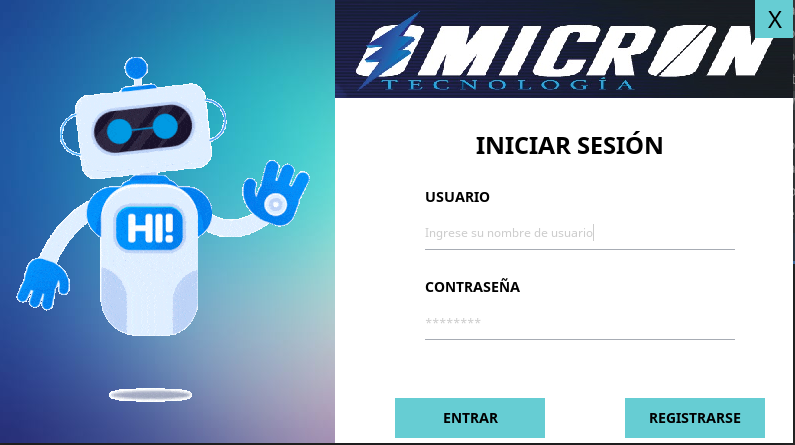 X
OMICRON
TECNOLOGÍA
HI!
INICIAR SESIÓN
USUARIO
Ingrese su nombre de usuario
CONTRASEÑA
********
ENTRAR
REGISTRARSE